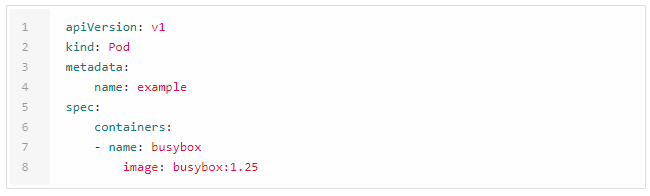 1 apiVersion: v1
2 kind: Pod
3 metadata:
4     name: example
5 spec:
6     containers:
7     - name: busybox
8         image: busybox:1.25